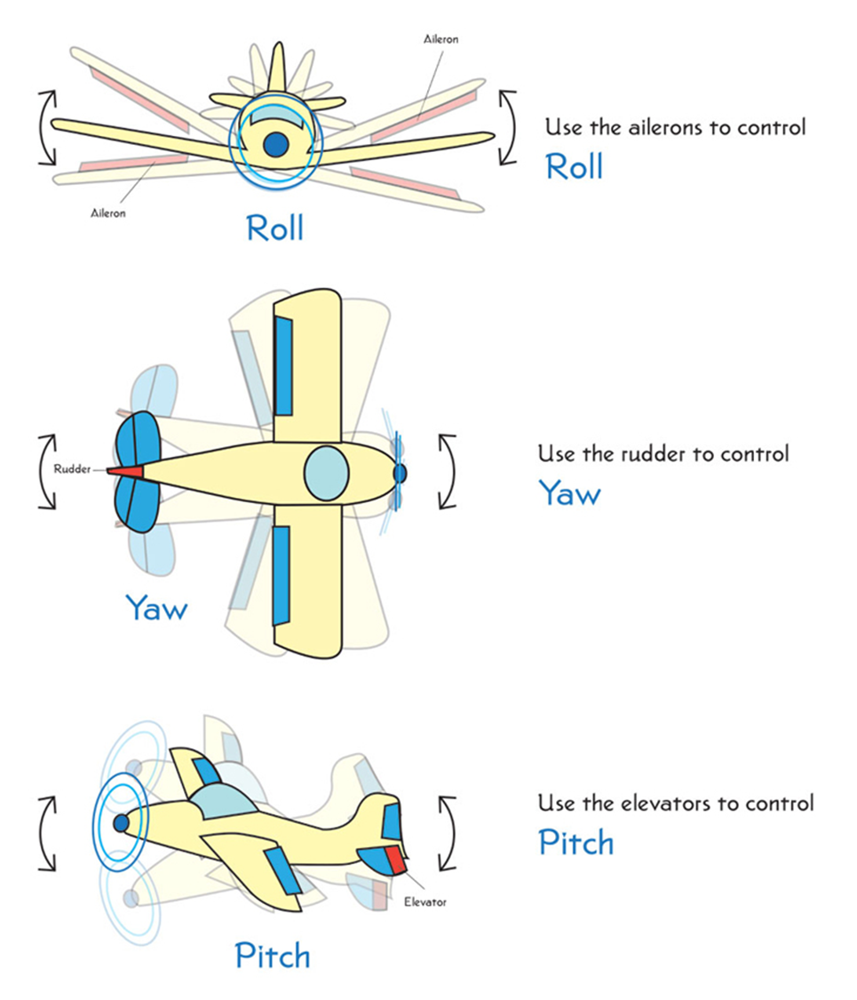 Aileron
Aileron
Use the ailerons to control
Roll
Roll
Rudder
Use the rudder to control
Yaw
Yaw
Use the elevators to control
Pitch
Elevator
Pitch